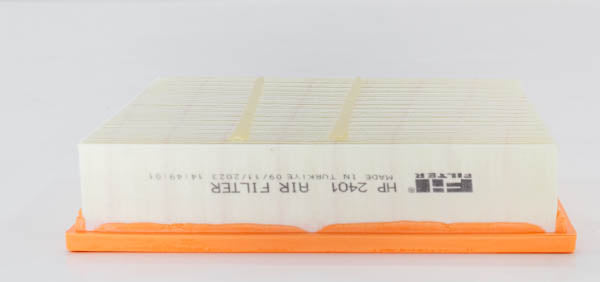 Fil
FILTER
® HP 2401 AIR FILTER
MADE IN TURKIYE 09/11/2023 14:49:01